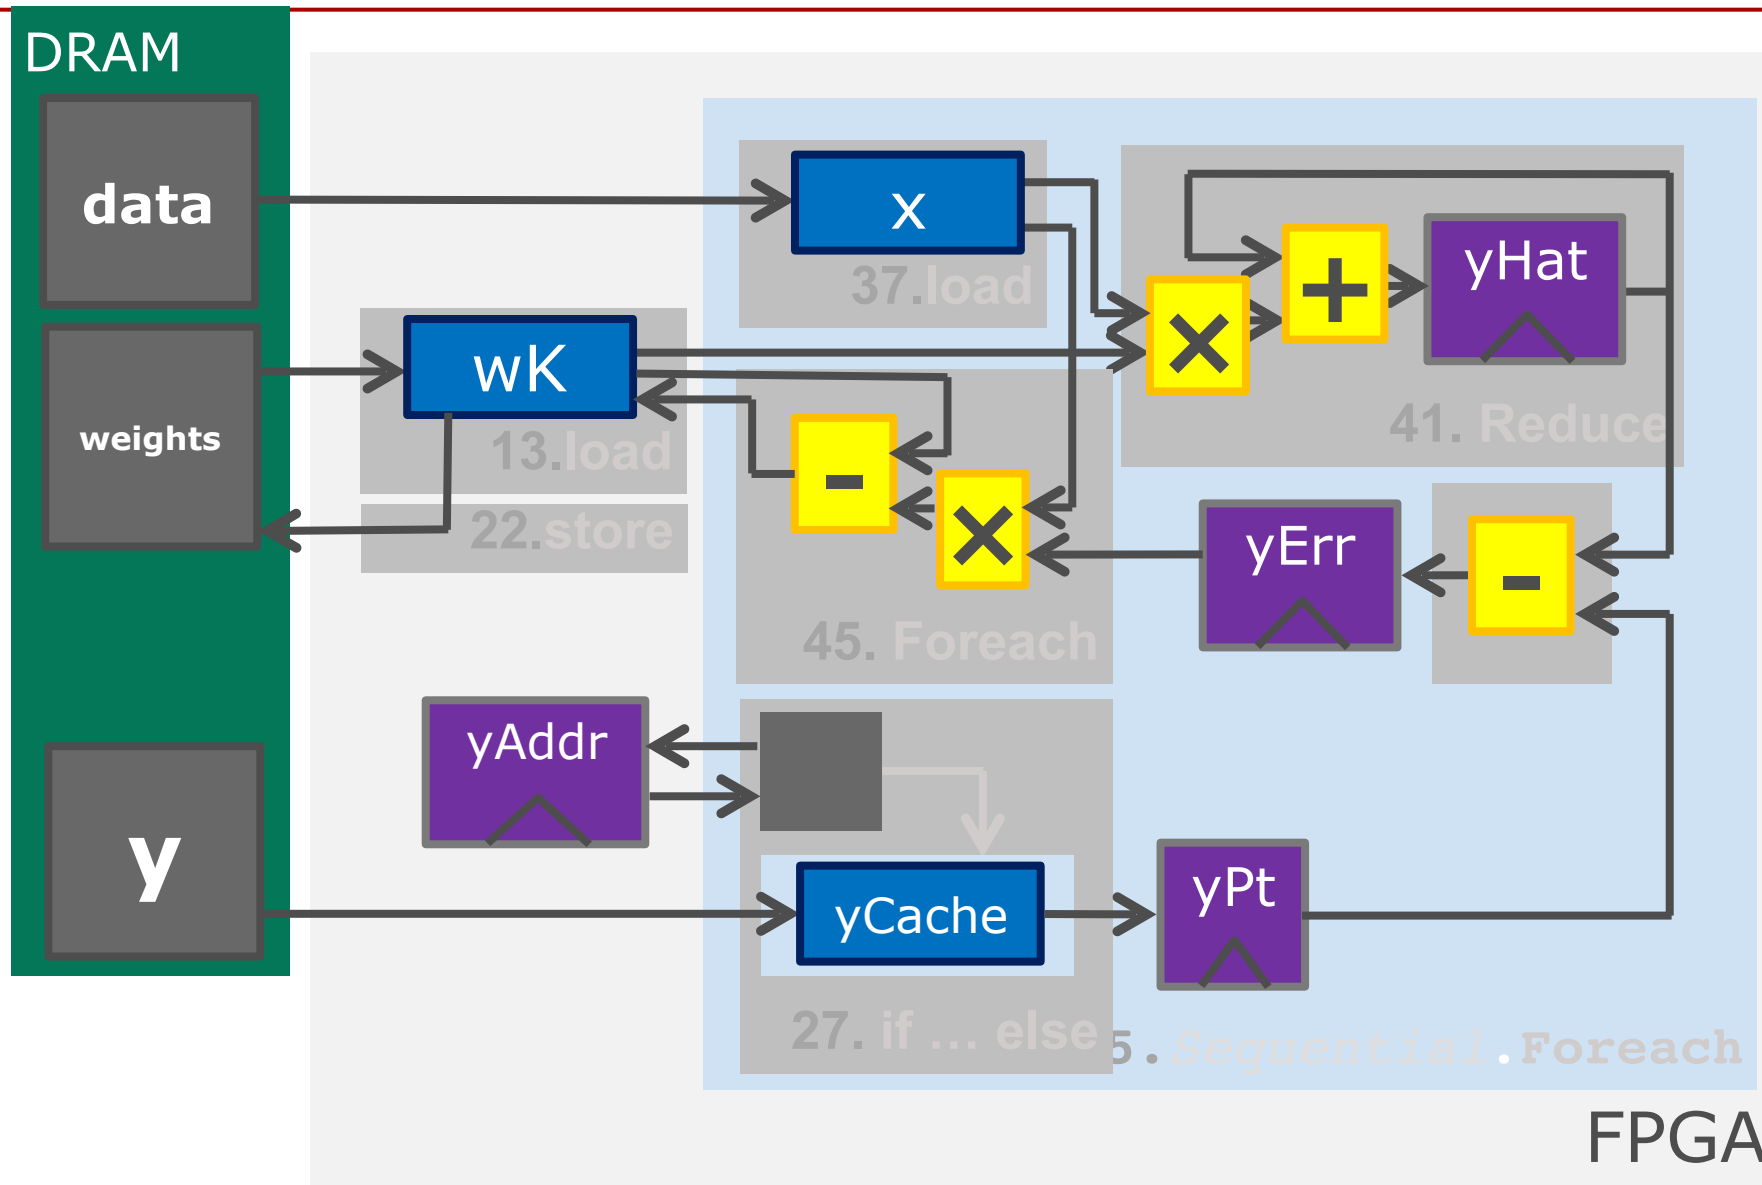 DRAM
data
x
yHat
+
×
37.load
weights
wK
13.load
41. Reduce
-
×
22.store
yErr
-
45. Foreach
yAddr
y
yCache
yPt
27. if ... else
5.Sequential.Foreach
FPGA